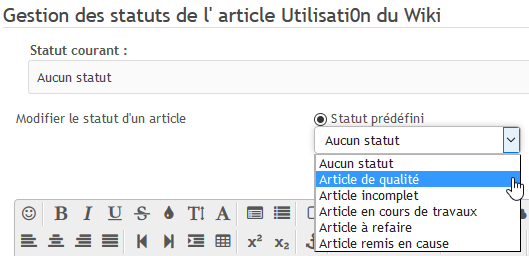 Gestion des statuts de l' article Utilisati0n du Wiki
Statut courant :
Aucun statut
Modifier le statut d'un article
Statut prédéfini
Aucun statut
Aucun statut
Article de qualité
Article incomplet
Article en cours de travaux
Article à refaire
Article remis en cause
B I U S T A
x² x₂